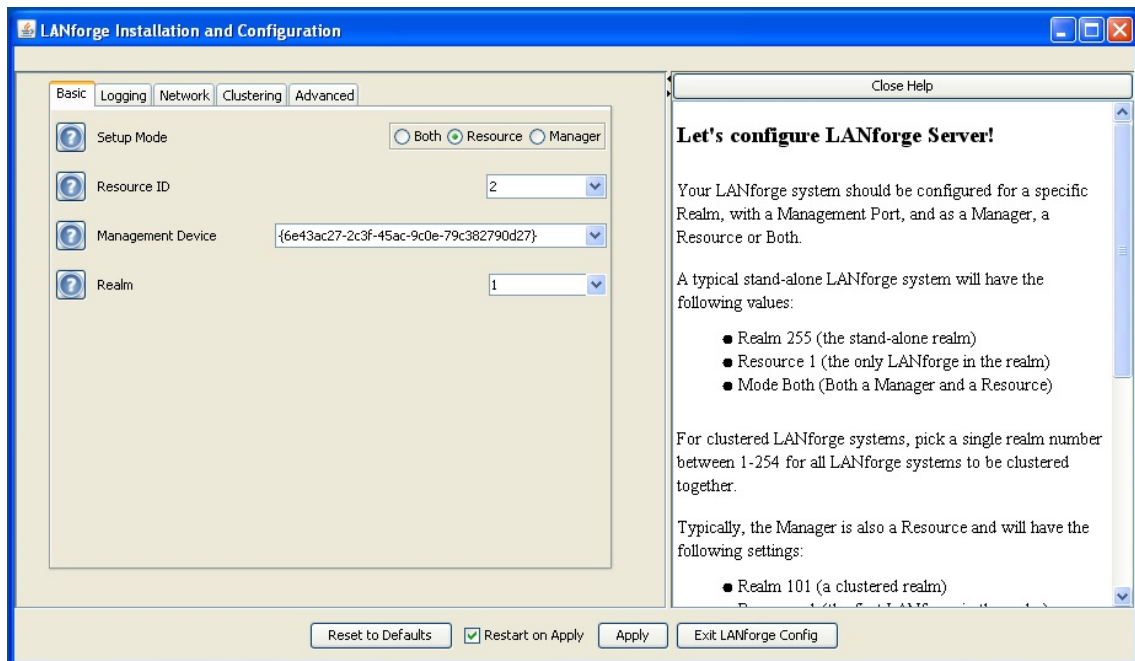 LANforge Installation and Configuration
Basic Logging Network Clustering Advanced
Setup Mode Both Resource Manager
Resource ID 2
Management Device {6e43ac27-2c3f-45ac-9c0e-79c382790d27}
Realm 1
Close Help
Let's configure LANforge Server!
Your LANforge system should be configured for a specific
Realm, with a Management Port, and as a Manager, a
Resource or Both.
A typical stand-alone LANforge system will have the
following values:
Realm 255 (the stand-alone realm)
Resource 1 (the only LANforge in the realm)
Mode Both (Both a Manager and a Resource)
For clustered LANforge systems, pick a single realm number
between 1-254 for all LANforge systems to be clustered
together.
Typically, the Manager is also a Resource and will have the
following settings:
Realm 101 (a clustered realm)
Reset to Defaults Restart on Apply Apply Exit LANforge Config